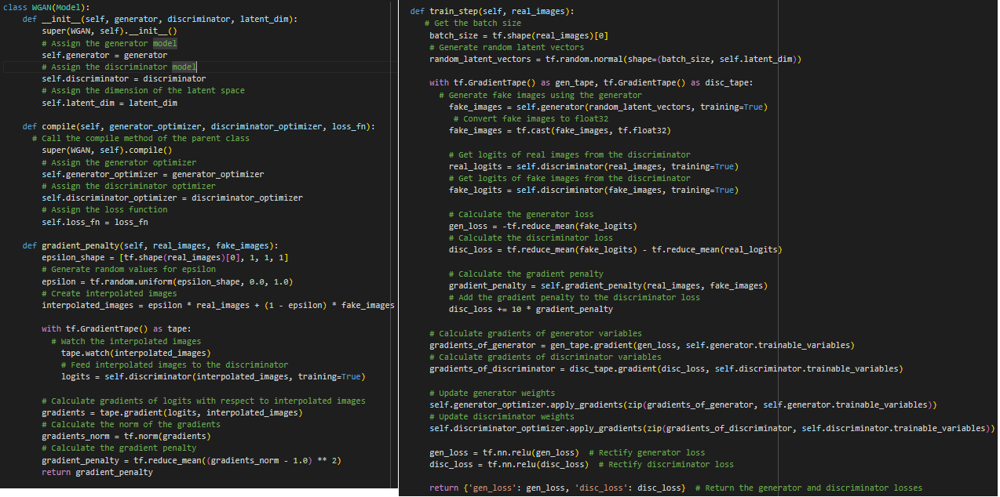 class WGAN(Model):
    def __init__(self, generator, discriminator, latent_dim):
        super(WGAN, self).__init__()
        # Assign the generator model
        self.generator = generator
        # Assign the discriminator model
        self.discriminator = discriminator
        # Assign the dimension of the latent space
        self.latent_dim = latent_dim

    def compile(self, generator_optimizer, discriminator_optimizer, loss_fn):
      # Call the compile method of the parent class
        super(WGAN, self).compile()
        # Assign the generator optimizer
        self.generator_optimizer = generator_optimizer
        # Assign the discriminator optimizer
        self.discriminator_optimizer = discriminator_optimizer
        # Assign the loss function
        self.loss_fn = loss_fn

    def gradient_penalty(self, real_images, fake_images):
        epsilon_shape = [tf.shape(real_images)[0], 1, 1, 1]
        # Generate random values for epsilon
        epsilon = tf.random.uniform(epsilon_shape, 0.0, 1.0)
        # Create interpolated images
        interpolated_images = epsilon * real_images + (1 - epsilon) * fake_images

        with tf.GradientTape() as tape:
          # Watch the interpolated images
            tape.watch(interpolated_images)
            # Feed interpolated images to the discriminator
            logits = self.discriminator(interpolated_images, training=True)

        # Calculate gradients of logits with respect to interpolated images
        gradients = tape.gradient(logits, interpolated_images)
        # Calculate the norm of the gradients
        gradients_norm = tf.norm(gradients)
        # Calculate the gradient penalty
        gradient_penalty = tf.reduce_mean((gradients_norm - 1.0) ** 2)
        return gradient_penalty

    def train_step(self, real_images):
       # Get the batch size
        batch_size = tf.shape(real_images)[0]
        # Generate random latent vectors
        random_latent_vectors = tf.random.normal(shape=(batch_size, self.latent_dim))

        with tf.GradientTape() as gen_tape, tf.GradientTape() as disc_tape:
          # Generate fake images using the generator
            fake_images = self.generator(random_latent_vectors, training=True)
             # Convert fake images to float32
            fake_images = tf.cast(fake_images, tf.float32)

            # Get logits of real images from the discriminator
            real_logits = self.discriminator(real_images, training=True)
            # Get logits of fake images from the discriminator
            fake_logits = self.discriminator(fake_images, training=True)

            # Calculate the generator loss
            gen_loss = -tf.reduce_mean(fake_logits)
            # Calculate the discriminator loss
            disc_loss = tf.reduce_mean(fake_logits) - tf.reduce_mean(real_logits)

            # Calculate the gradient penalty
            gradient_penalty = self.gradient_penalty(real_images, fake_images)
            # Add the gradient penalty to the discriminator loss
            disc_loss += 10 * gradient_penalty

        # Calculate gradients of generator variables
        gradients_of_generator = gen_tape.gradient(gen_loss, self.generator.trainable_variables)
        # Calculate gradients of discriminator variables
        gradients_of_discriminator = disc_tape.gradient(disc_loss, self.discriminator.trainable_variables)

        # Update generator weights
        self.generator_optimizer.apply_gradients(zip(gradients_of_generator, self.generator.trainable_variables))
        # Update discriminator weights
        self.discriminator_optimizer.apply_gradients(zip(gradients_of_discriminator, self.discriminator.trainable_variables))

        gen_loss = tf.nn.relu(gen_loss)  # Rectify generator loss
        disc_loss = tf.nn.relu(disc_loss)  # Rectify discriminator loss

        return {'gen_loss': gen_loss, 'disc_loss': disc_loss}  # Return the generator and discriminator losses